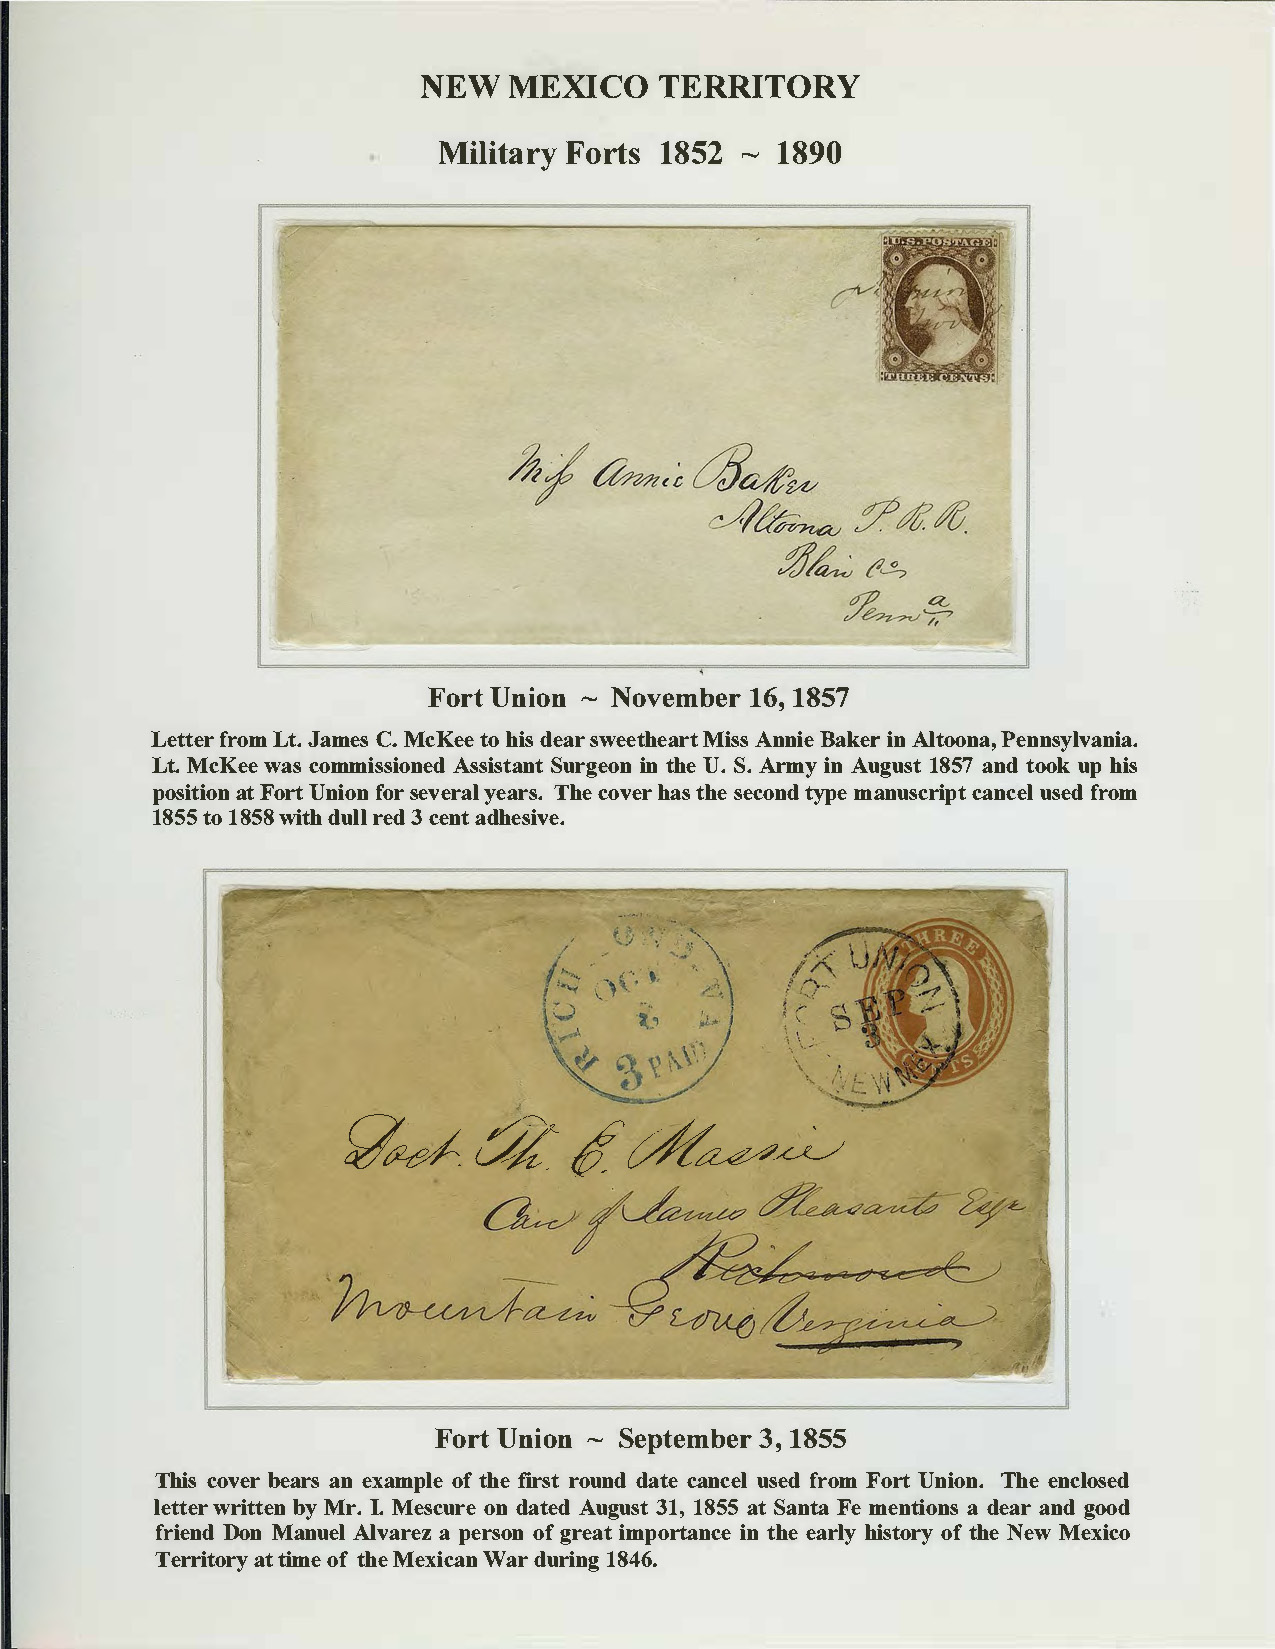 NEW MEXICO TERRITORY
Military Forts 1852 ~ 1890
U.S. POSTAGE
THREE CENTS
Miss Annie Baker
Altoona P. R. R.
Blair Co
Penna
Fort Union ~ November 16, 1857
Letter from Lt. James C. McKee to his dear sweetheart Miss Annie Baker in Altoona, Pennsylvania.
Lt. McKee was commissioned Assistant Surgeon in the U. S. Army in August 1857 and took up his
position at Fort Union for several years. The cover has the second type manuscript cancel used from
1855 to 1858 with dull red 3 cent adhesive.
RICHMOND VA
OCT
2
3 PAID
FORT UNION
SEP
3
NEW MEX.
THREE
CENTS
Doct. Th. E. Massie
Care of James Pleasants Esqr
Richmond
Mountain Grove Virginia
Fort Union ~ September 3, 1855
This cover bears an example of the first round date cancel used from Fort Union. The enclosed
letter written by Mr. I. Mescure on dated August 31, 1855 at Santa Fe mentions a dear and good
friend Don Manuel Alvarez a person of great importance in the early history of the New Mexico
Territory at time of the Mexican War during 1846.